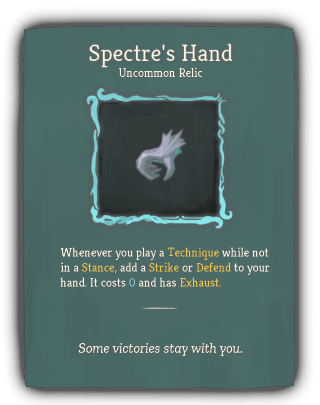 Spectre's Hand
Uncommon Relic
Whenever you play a Technique while not
in a Stance, add a Strike or Defend to your
hand. It costs 0 and has Exhaust.
Some victories stay with you.